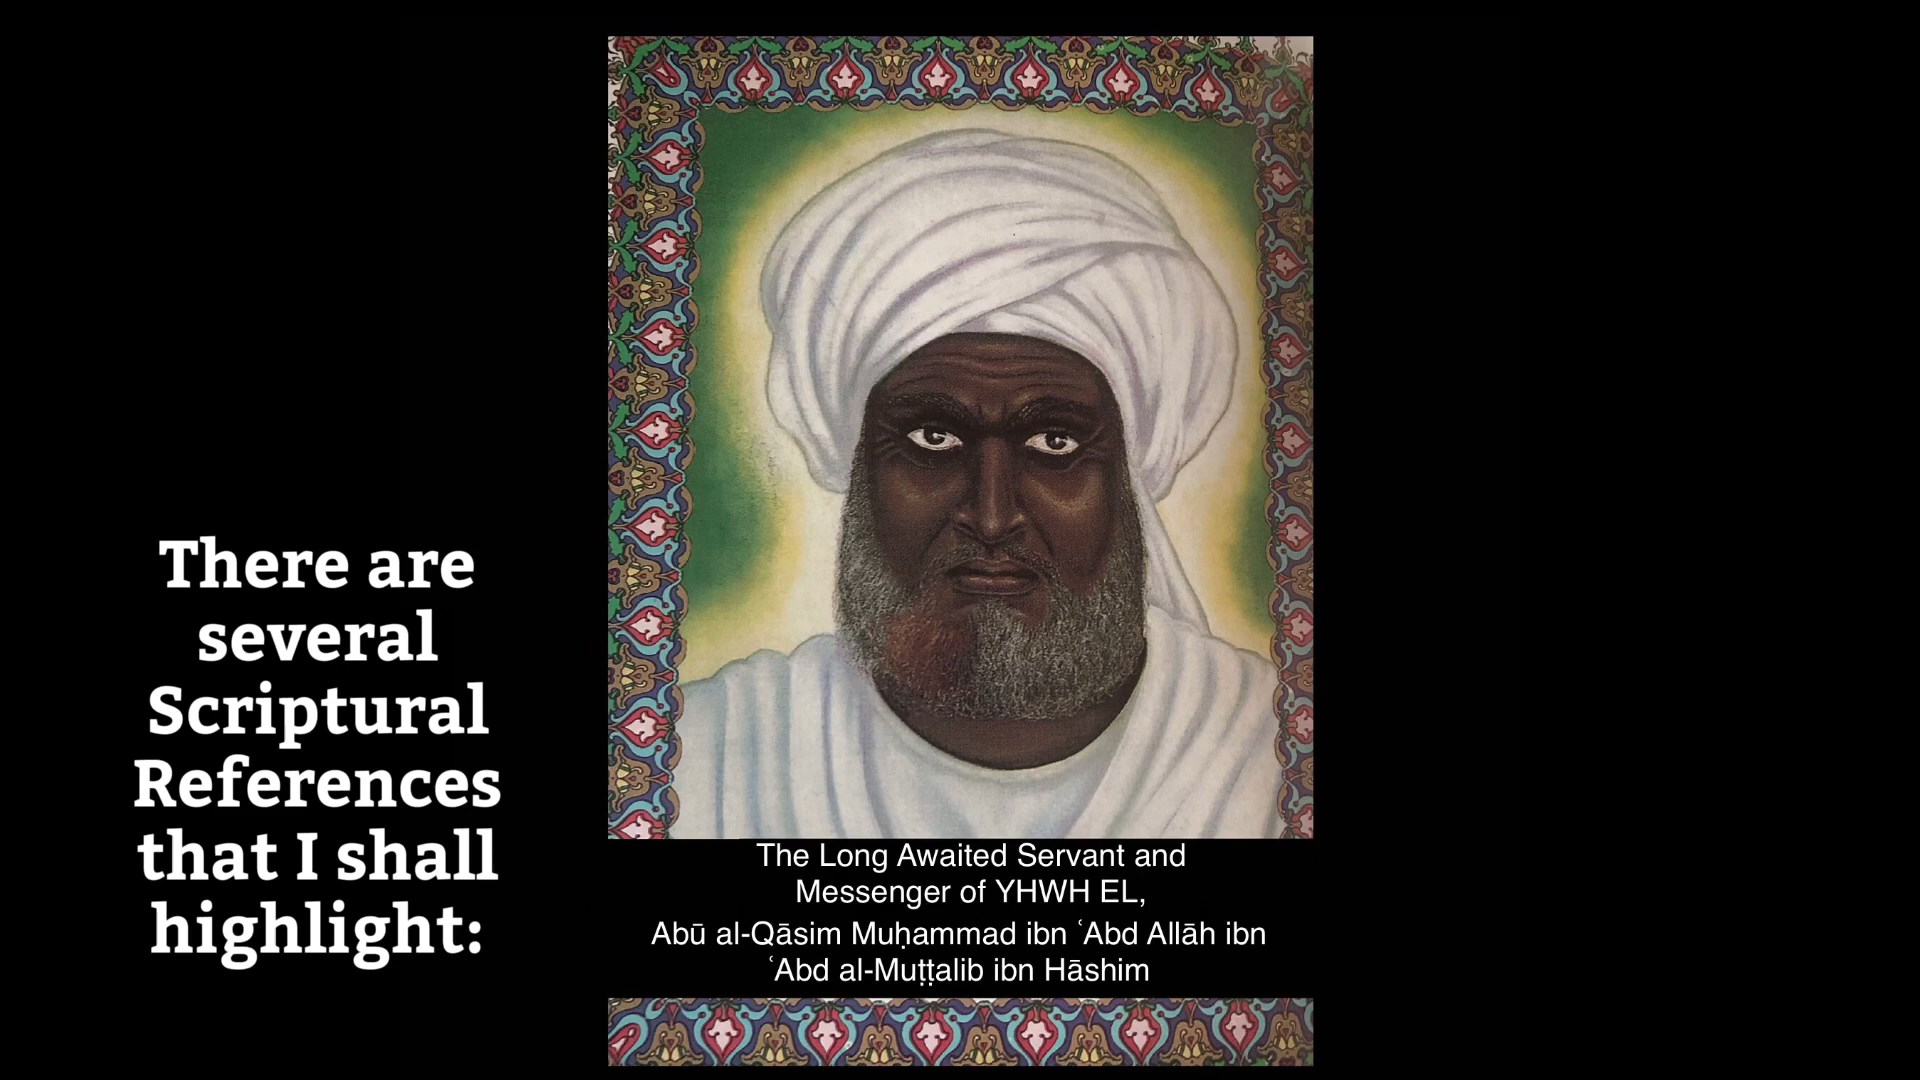 There are
several
Scriptural
References
that I shall
highlight:
The Long Awaited Servant and
Messenger of YHWH EL,
Abū al-Qāsim Muḥammad ibn ʿAbd Allāh ibn
ʿAbd al-Muṭṭalib ibn Hāshim